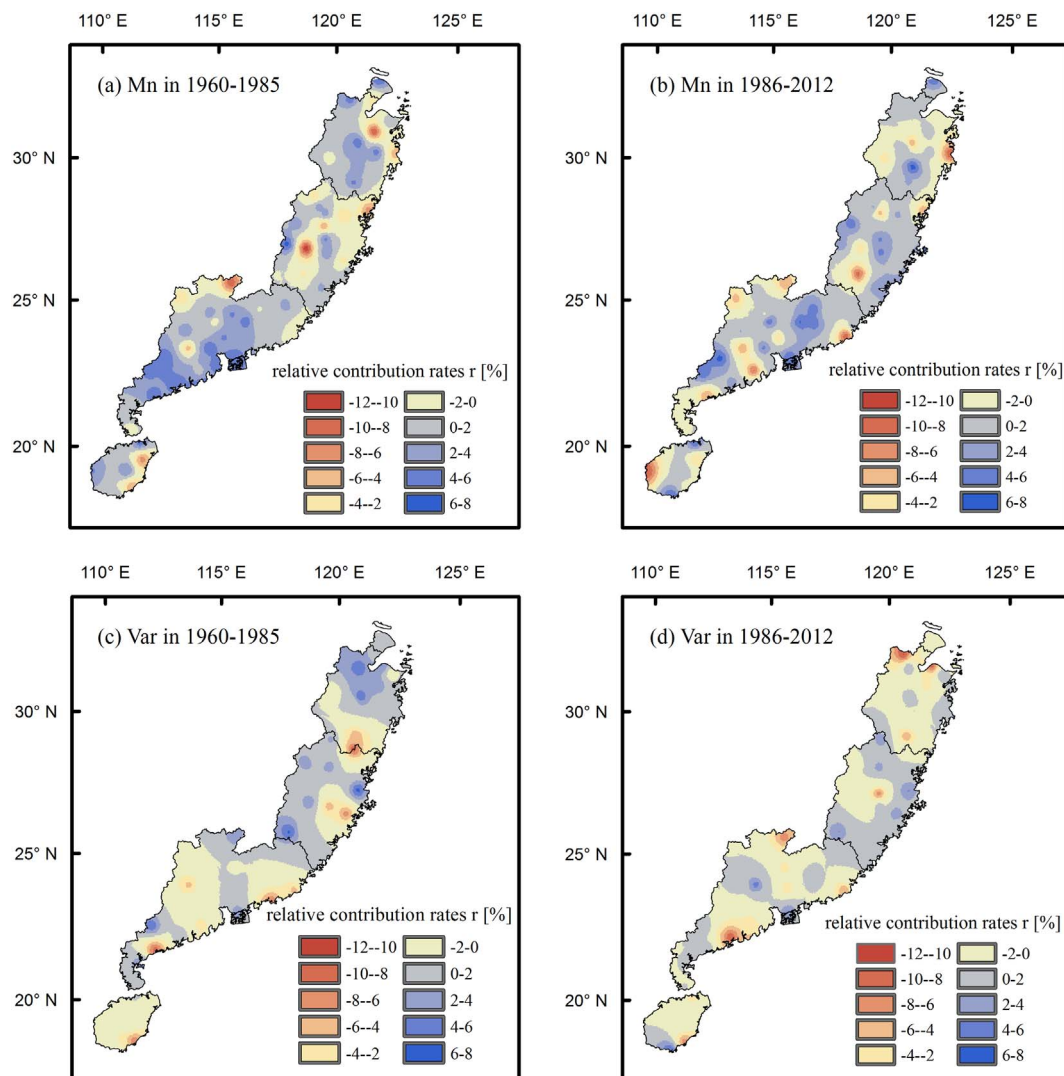 110° E 115° E 120° E 125° E
110° E 115° E 120° E 125° E
(a) Mn in 1960-1985
(b) Mn in 1986-2012
30° N
30° N
25° N
25° N
20° N
20° N
relative contribution rates r [%]
-12--10 -2-0
-10--8 0-2
-8--6 2-4
-6--4 4-6
-4--2 6-8
relative contribution rates r [%]
-12--10 -2-0
-10--8 0-2
-8--6 2-4
-6--4 4-6
-4--2 6-8
110° E 115° E 120° E 125° E
110° E 115° E 120° E 125° E
(c) Var in 1960-1985
(d) Var in 1986-2012
30° N
30° N
25° N
25° N
20° N
20° N
relative contribution rates r [%]
-12--10 -2-0
-10--8 0-2
-8--6 2-4
-6--4 4-6
-4--2 6-8
relative contribution rates r [%]
-12--10 -2-0
-10--8 0-2
-8--6 2-4
-6--4 4-6
-4--2 6-8